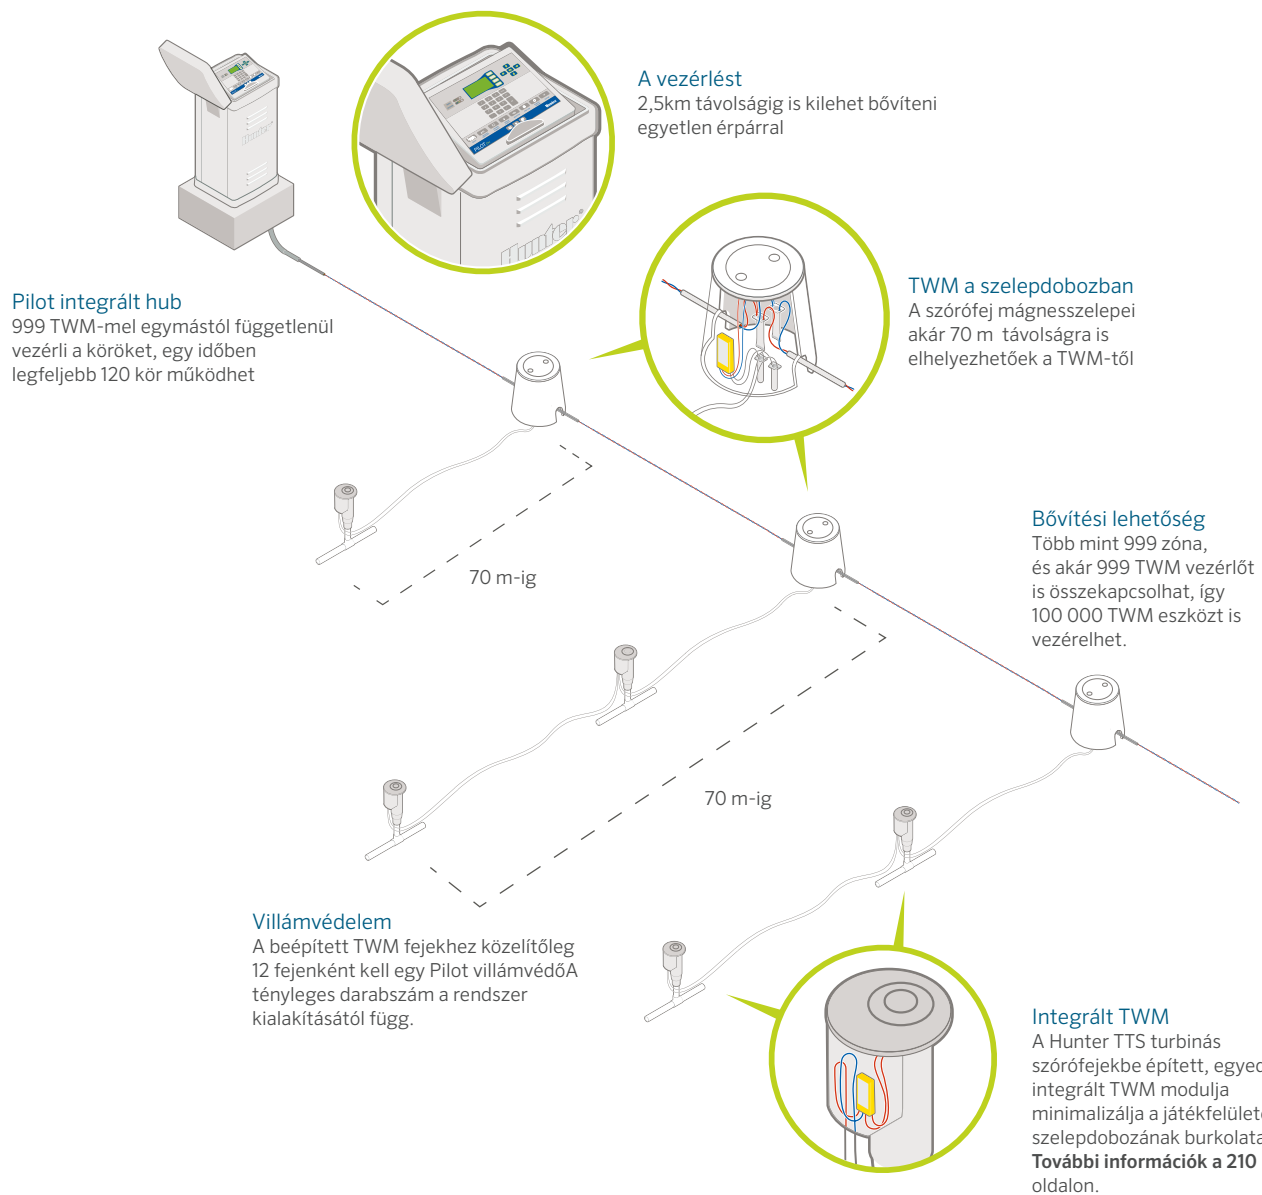 A vezérlést
2,5km távolságig is kilehet bővíteni
egyetlen érpárral
PILOT
Hunter
Pilot integrált hub
999 TWM-mel egymástól függetlenül
vezérli a köröket, egy időben
legfeljebb 120 kör működhet
TWM a szelepdobozban
A szórófej mágnesszelepei
akár 70 m távolságra is
elhelyezhetőek a TWM-től
70 m-ig
Bővítési lehetőség
Több mint 999 zóna,
és akár 999 TWM vezérlőt
is összekapcsolhat, így
100 000 TWM eszközt is
vezérelhet.
70 m-ig
Villámvédelem
A beépített TWM fejekhez közelítőleg
12 fejenként kell egy Pilot villámvédőA
tényleges darabszám a rendszer
kialakításától függ.
Integrált TWM
A Hunter TTS turbinás
szórófejekbe épített, egyed
integrált TWM modulja
minimalizálja a játékfelülete
szelepdobozának burkolata
További információk a 210
oldalon.